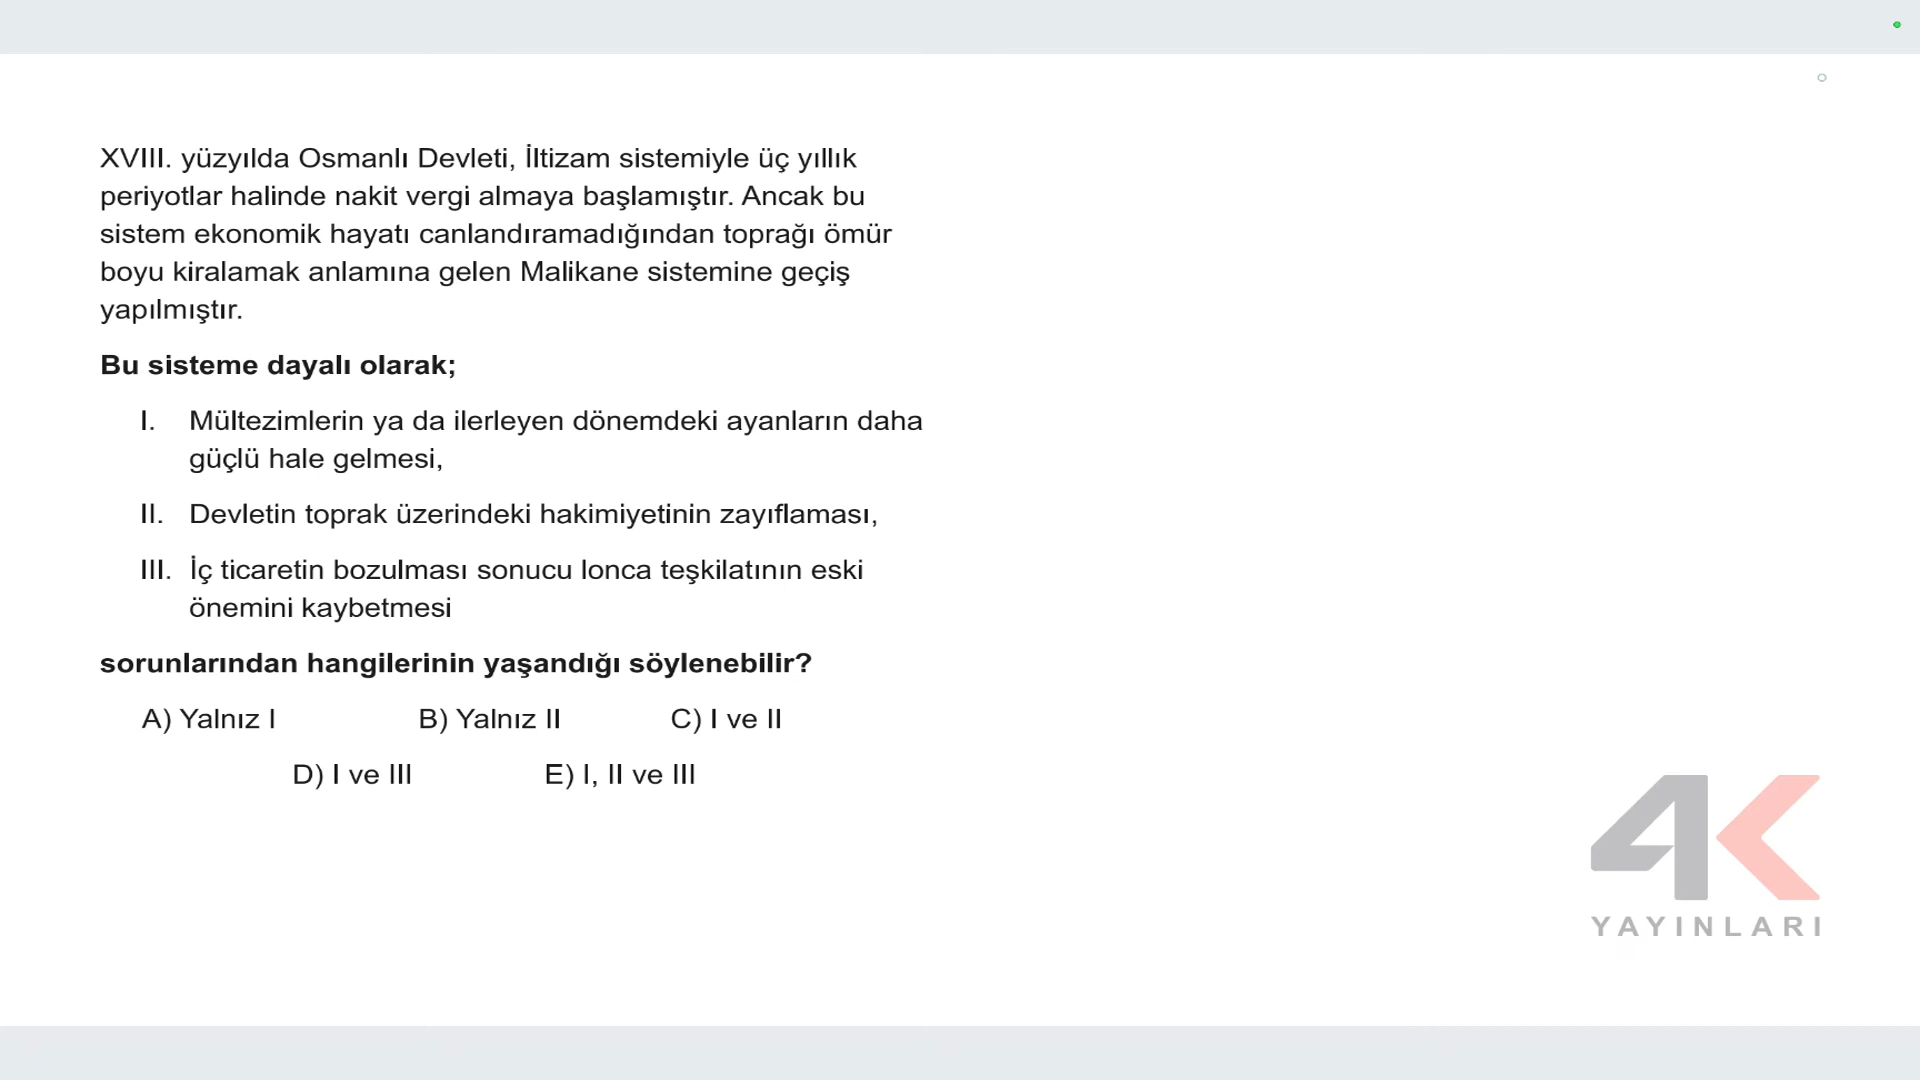 XVIII. yüzyılda Osmanlı Devleti, İltizam sistemiyle üç yıllık
periyotlar halinde nakit vergi almaya başlamıştır. Ancak bu
sistem ekonomik hayatı canlandıramadığından toprağı ömür
boyu kiralamak anlamına gelen Malikane sistemine geçiş
yapılmıştır.
Bu sisteme dayalı olarak;
I. Mültezimlerin ya da ilerleyen dönemdeki ayanların daha
güçlü hale gelmesi,
II. Devletin toprak üzerindeki hakimiyetinin zayıflaması,
III. İç ticaretin bozulması sonucu lonca teşkilatının eski
önemini kaybetmesi
sorunlarından hangilerinin yaşandığı söylenebilir?
A) Yalnız I B) Yalnız II C) I ve II
D) I ve III E) I, II ve III
4K
YAYINLARI